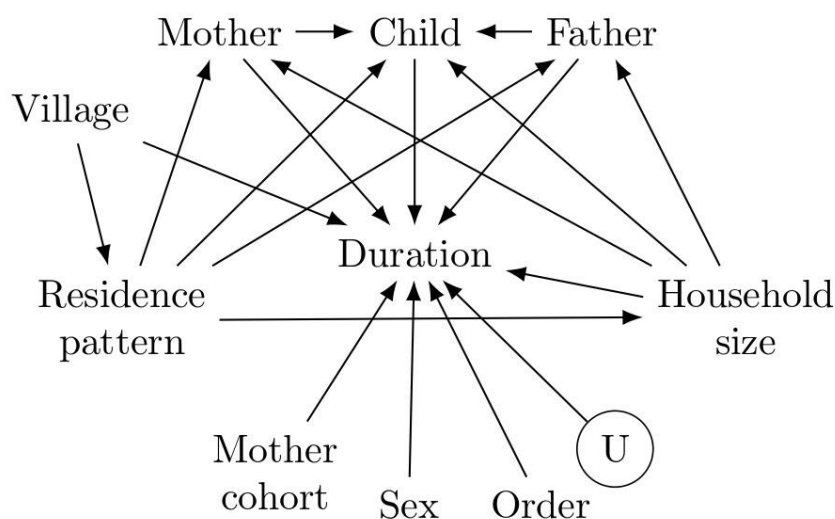 Mother Child Father
Village
Duration
Residence
pattern
Household
size
Mother
cohort
Sex
Order
U